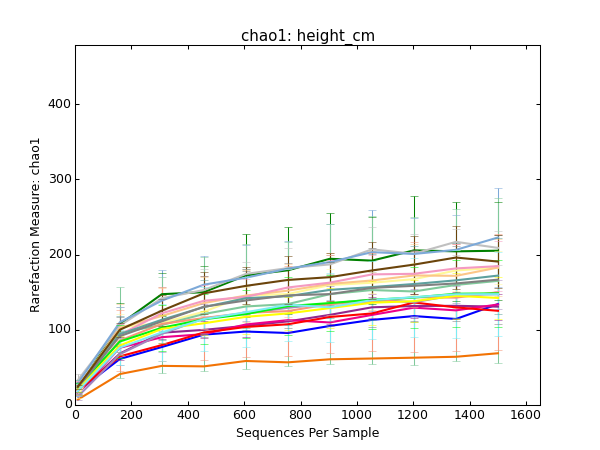 chao1: height_cm
Rarefaction Measure: chao1
400
300
200
100
0
0 200 400 600 800 1000 1200 1400 1600
Sequences Per Sample